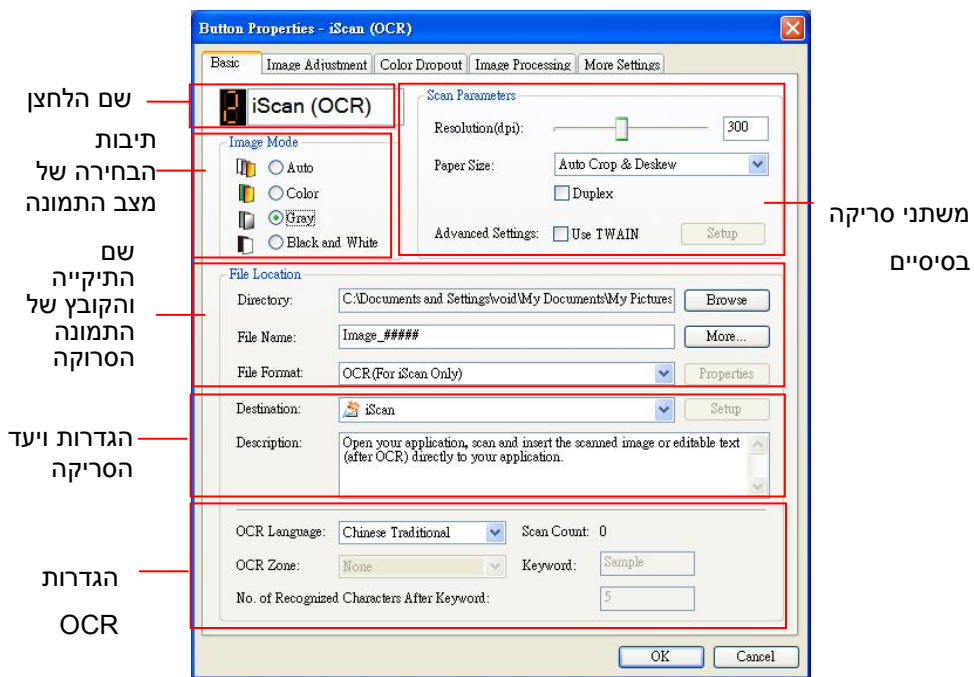 Button Properties - iScan (OCR)
Basic Image Adjustment Color Dropout Image Processing More Settings
שם הלחצן
2 iScan (OCR)
תיבות
הבחירה של
מצב התמונה
Image Mode
Auto
Color
Gray
Black and White
Scan Parameters
Resolution(dpi): 300
Paper Size: Auto Crop & Deskew
Duplex
Advanced Settings: Use TWAIN Setup
משתני סריקה
בסיסיים
שם
התיקייה
והקובץ של
התמונה
הסרוקה
File Location
Directory: C:\Documents and Settings\void\My Documents\My Pictures Browse
File Name: Image_##### More...
File Format: OCR(For iScan Only) Properties
הגדרות ויעד
הסריקה
Destination: iScan Setup
Description: Open your application, scan and insert the scanned image or editable text
(after OCR) directly to your application.
הגדרות
OCR
OCR Language: Chinese Traditional Scan Count: 0
OCR Zone: None Keyword: Sample
No. of Recognized Characters After Keyword: 5
OK Cancel